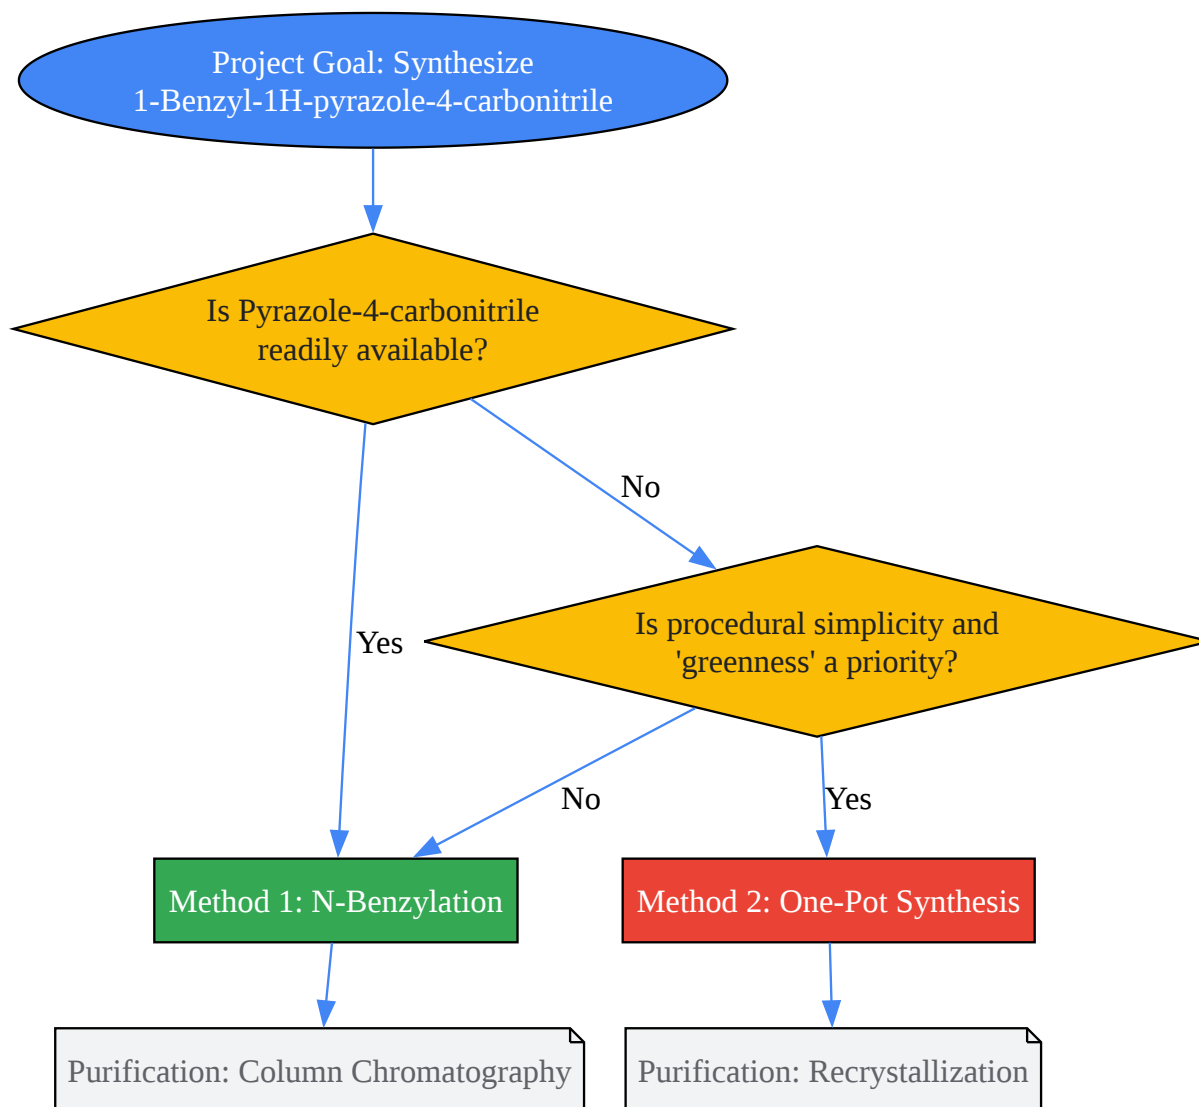 Project Goal: Synthesize
1-Benzyl-1H-pyrazole-4-carbonitrile
Is Pyrazole-4-carbonitrile
readily available?
No
Is procedural simplicity and
'greenness' a priority?
Yes
No
Yes
Method 1: N-Benzylation
Method 2: One-Pot Synthesis
Purification: Column Chromatography
Purification: Recrystallization